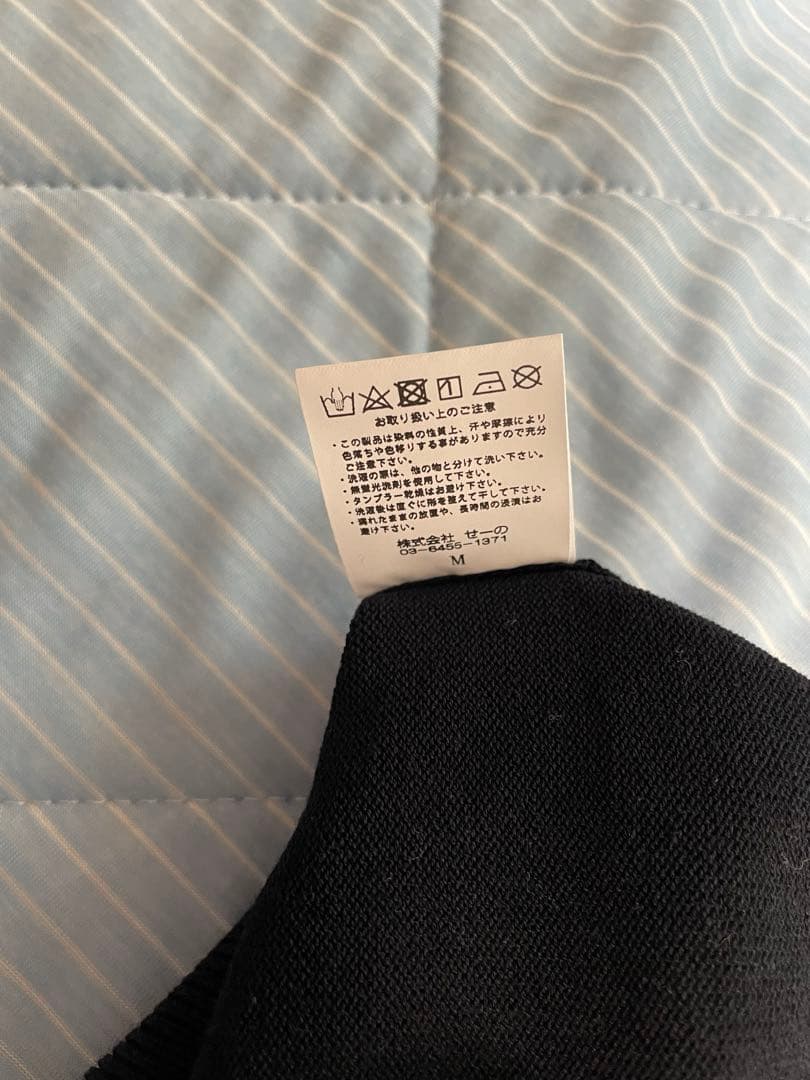 お取り扱い上のご注意
・この製品は染料の性質上、汗や摩擦により
色落ちや色移りする事がありますので充分
ご注意下さい。
・洗濯の際は、他の物と分けて洗い下さい。
・無蛍光洗剤を使用して下さい。
・タンブラー乾燥はお避け下さい。
・洗濯後は直ぐに形を整えて干して下さい。
・濡れたままの放置や、長時間の浸漬はお
避け下さい。
株式会社 せーの
03-6455-1371
M